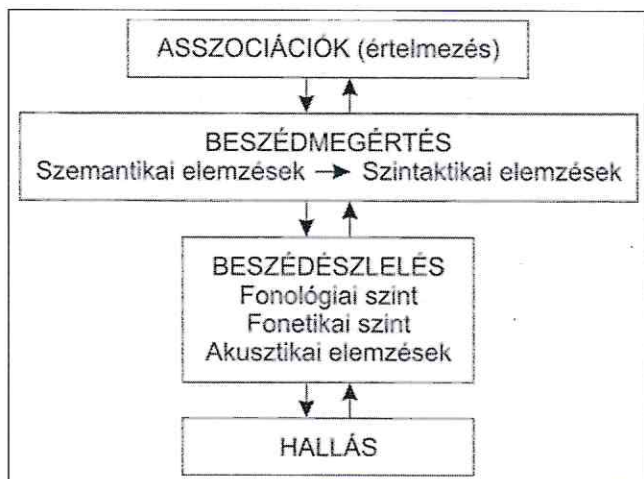 ASSZOCIÁCIÓK (értelmezés)
BESZÉDMEGÉRTÉS
Szemantikai elemzések → Szintaktikai elemzések
BESZÉDÉSZLELÉS
Fonológiai szint
Fonetikai szint
Akusztikai elemzések
HALLÁS